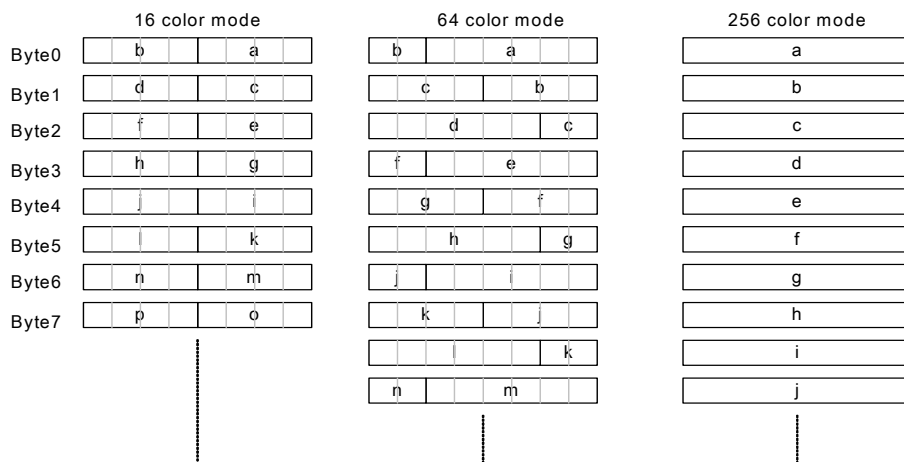 16 color mode 64 color mode 256 color mode
Byte0 b a b a a
Byte1 d c c b b
Byte2 f e d c c
Byte3 h g f e d
Byte4 j i g f e
Byte5 l k h g f
Byte6 n m j i g
Byte7 p o k j h
l k i
n m j